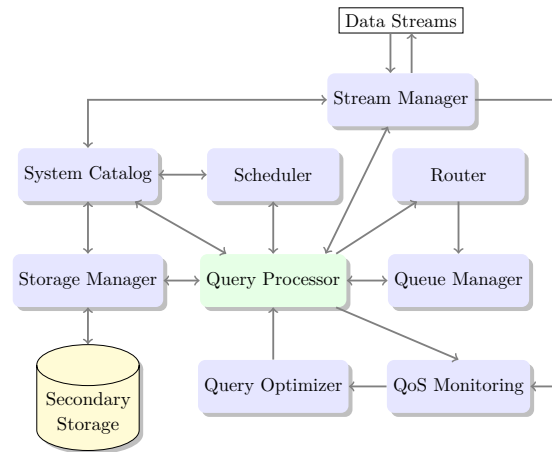 Data Streams
Stream Manager
System Catalog
Scheduler
Router
Storage Manager
Query Processor
Queue Manager
Query Optimizer
QoS Monitoring
Secondary
Storage